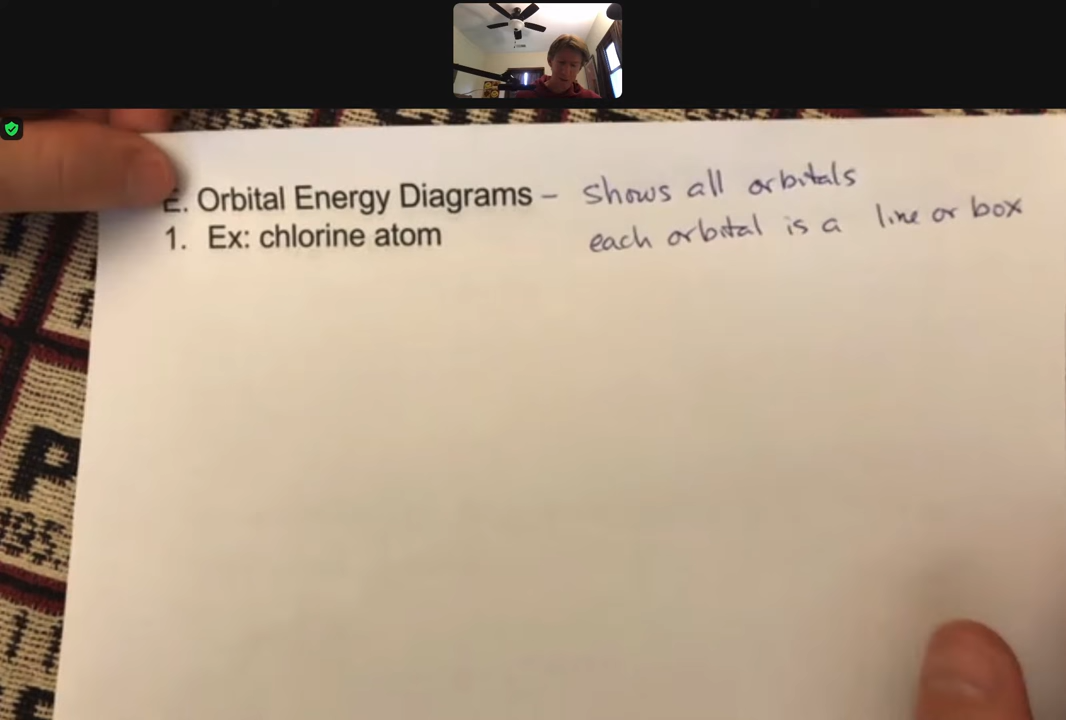 E. Orbital Energy Diagrams – shows all orbitals
1. Ex: chlorine atom each orbital is a line or box
P